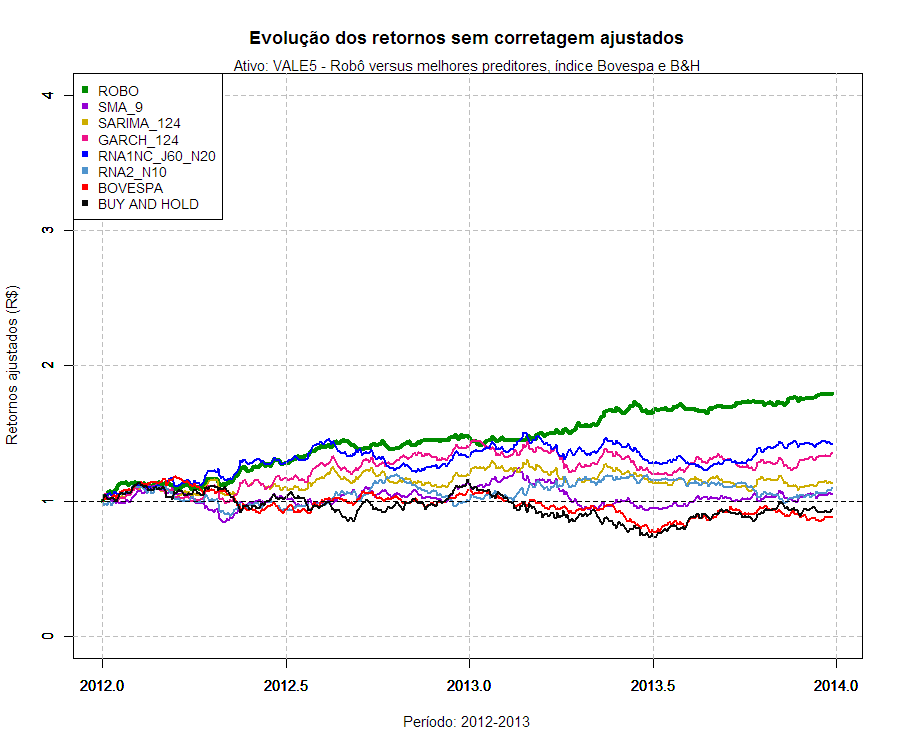 Evolução dos retornos sem corretagem ajustados
Ativo: VALE5 - Robô versus melhores preditores, índice Bovespa e B&H
ROBO
SMA_9
SARIMA_124
GARCH_124
RNA1NC_J60_N20
RNA2_N10
BOVESPA
BUY AND HOLD
Retornos ajustados (R$)
4
3
2
1
0
2012.0
2012.5
2013.0
2013.5
2014.0
Período: 2012-2013